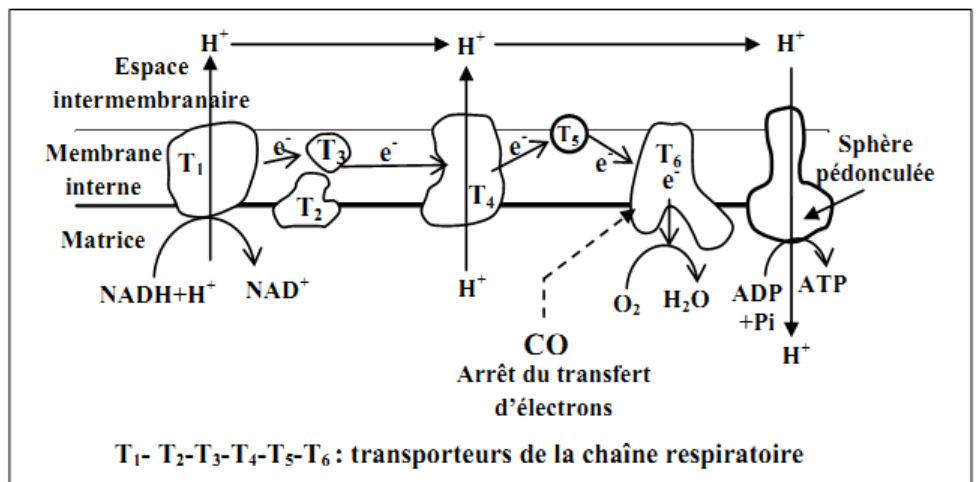 H⁺ H⁺ H⁺
Espace
intermembranaire
Membrane
interne
T₁ e⁻ T₃ e⁻ e⁻ T₅ e⁻ T₆
e⁻
Sphère
pédonculée
T₂ T₄
Matrice
NADH+H⁺ NAD⁺ H⁺ O₂ H₂O ADP
+Pi ATP
CO H⁺
Arrêt du transfert
d'électrons
T₁- T₂-T₃-T₄-T₅-T₆ : transporteurs de la chaîne respiratoire